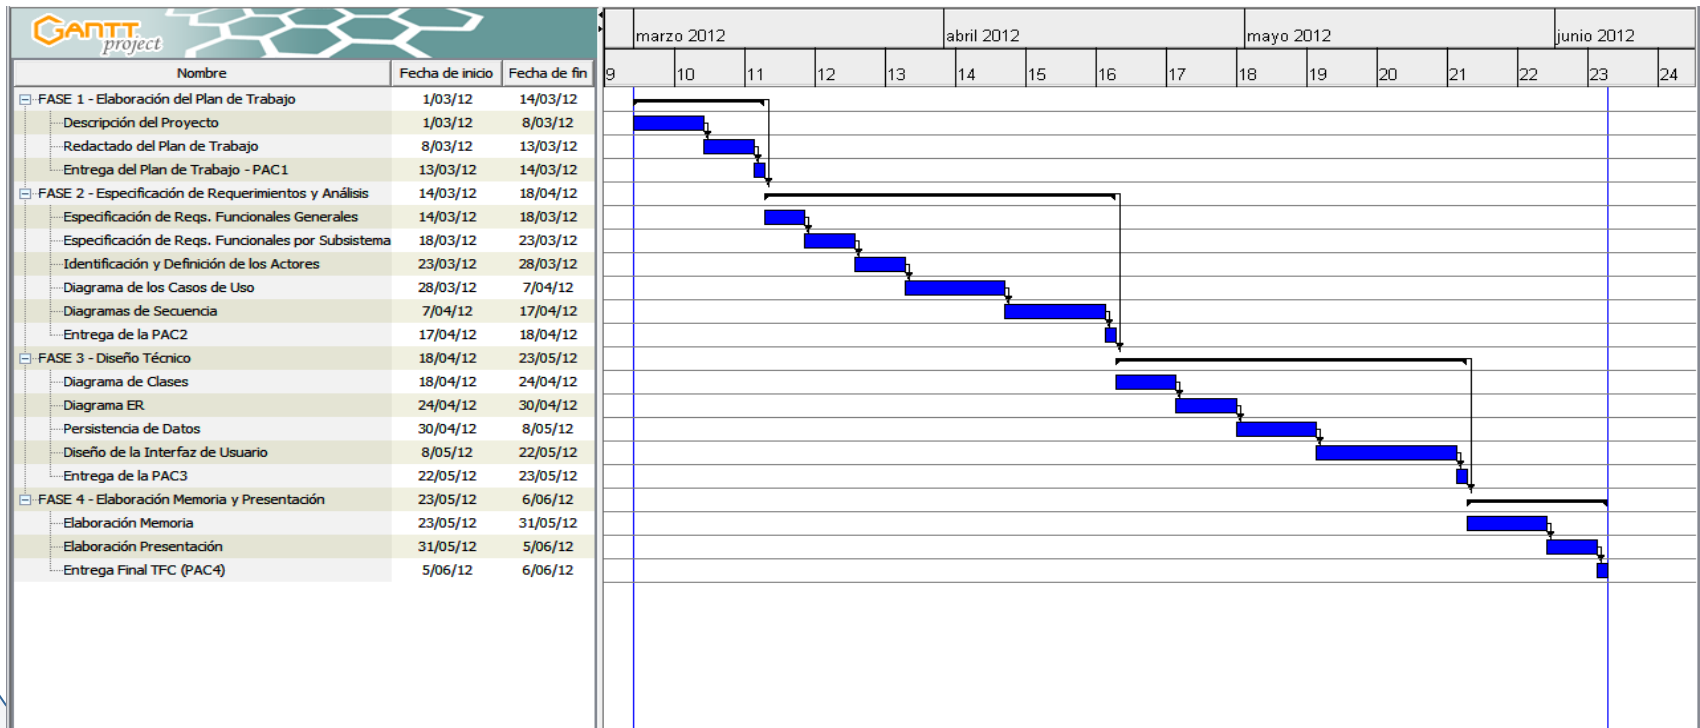 GANTT
project
marzo 2012 abril 2012 mayo 2012 junio 2012
Nombre Fecha de inicio Fecha de fin 9 10 11 12 13 14 15 16 17 18 19 20 21 22 23 24
FASE 1 - Elaboración del Plan de Trabajo 1/03/12 14/03/12
Descripción del Proyecto 1/03/12 8/03/12
Redactado del Plan de Trabajo 8/03/12 13/03/12
Entrega del Plan de Trabajo - PAC1 13/03/12 14/03/12
FASE 2 - Especificación de Requerimientos y Análisis 14/03/12 18/04/12
Especificación de Reqs. Funcionales Generales 14/03/12 18/03/12
Especificación de Reqs. Funcionales por Subsistema 18/03/12 23/03/12
Identificación y Definición de los Actores 23/03/12 28/03/12
Diagrama de los Casos de Uso 28/03/12 7/04/12
Diagramas de Secuencia 7/04/12 17/04/12
Entrega de la PAC2 17/04/12 18/04/12
FASE 3 - Diseño Técnico 18/04/12 23/05/12
Diagrama de Clases 18/04/12 24/04/12
Diagrama ER 24/04/12 30/04/12
Persistencia de Datos 30/04/12 8/05/12
Diseño de la Interfaz de Usuario 8/05/12 22/05/12
Entrega de la PAC3 22/05/12 23/05/12
FASE 4 - Elaboración Memoria y Presentación 23/05/12 6/06/12
Elaboración Memoria 23/05/12 31/05/12
Elaboración Presentación 31/05/12 5/06/12
Entrega Final TFC (PAC4) 5/06/12 6/06/12